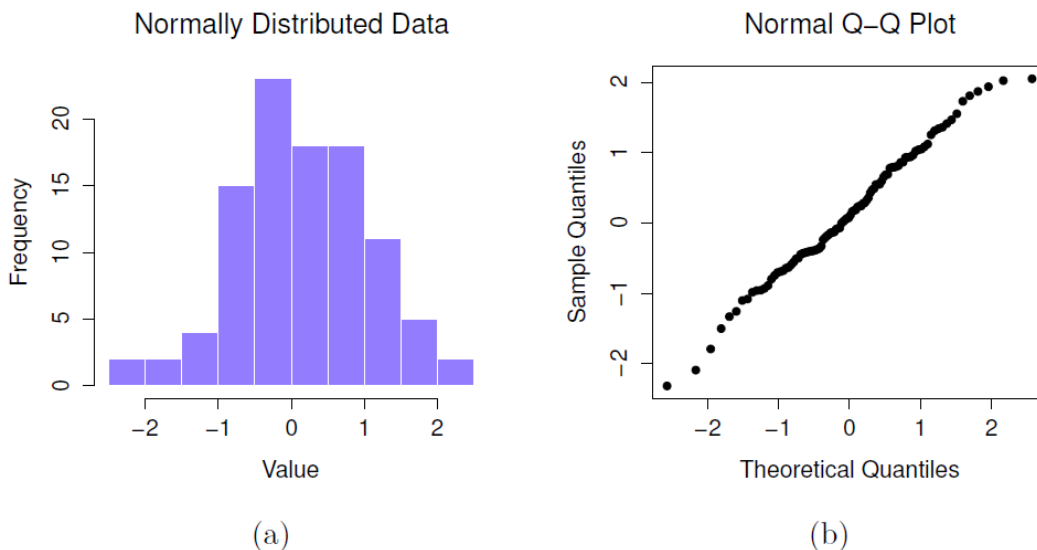 Normally Distributed Data
Frequency
20
15
10
5
0
−2 −1 0 1 2
Value
(a)
Normal Q−Q Plot
Sample Quantiles
2
1
0
−1
−2
−2 −1 0 1 2
Theoretical Quantiles
(b)